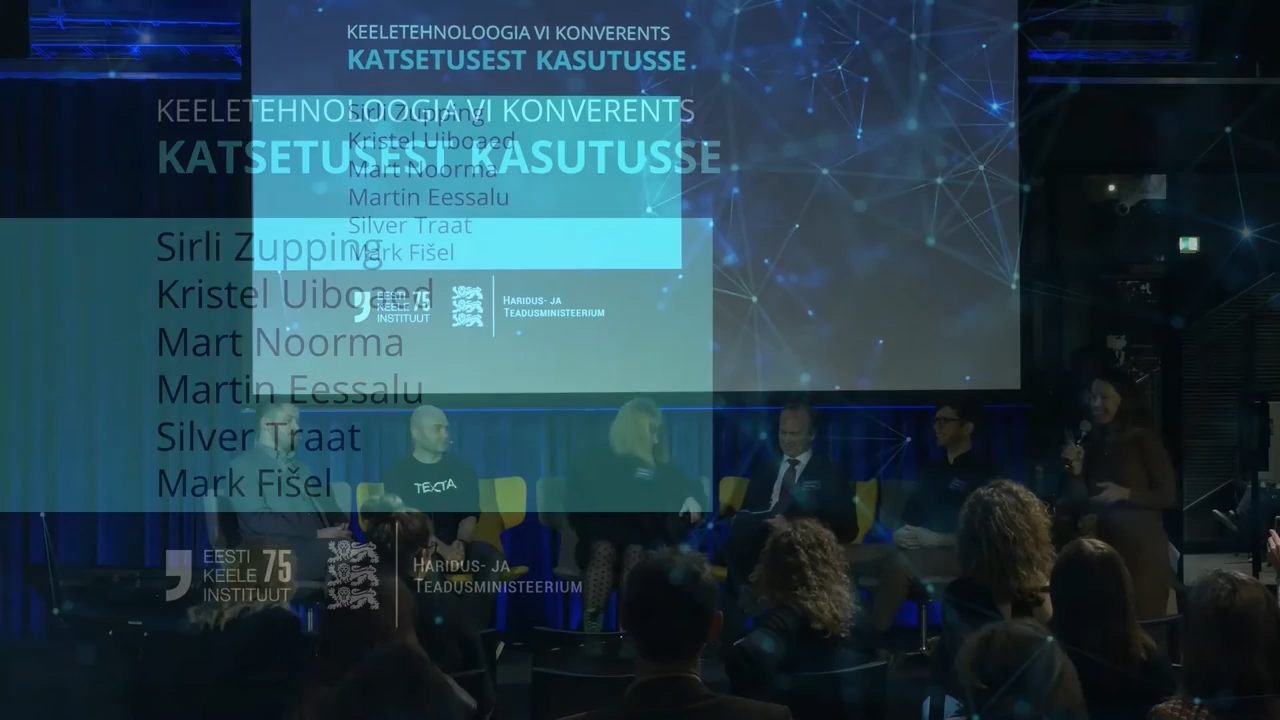 KEELETEHNOLOOGIA VI KONVERENTS
KATSETUSEST KASUTUSSE
Sirli Zupping
Kristel Uiboaed
Mart Noorma
Martin Eessalu
Silver Traat
Mark Fišel
EESTI
KEELE 75
INSTITUUT
HARIDUS- JA
TEADUSMINISTEERIUM
KEELETEHNOLOOGIA VI KONVERENTS
KATSETUSEST KASUTUSSE
Sirli Zupping
Kristel Uiboaed
Mart Noorma
Martin Eessalu
Silver Traat
Mark Fišel
EESTI
KEELE 75
INSTITUUT
HARIDUS- JA
TEADUSMINISTEERIUM
TEXTA